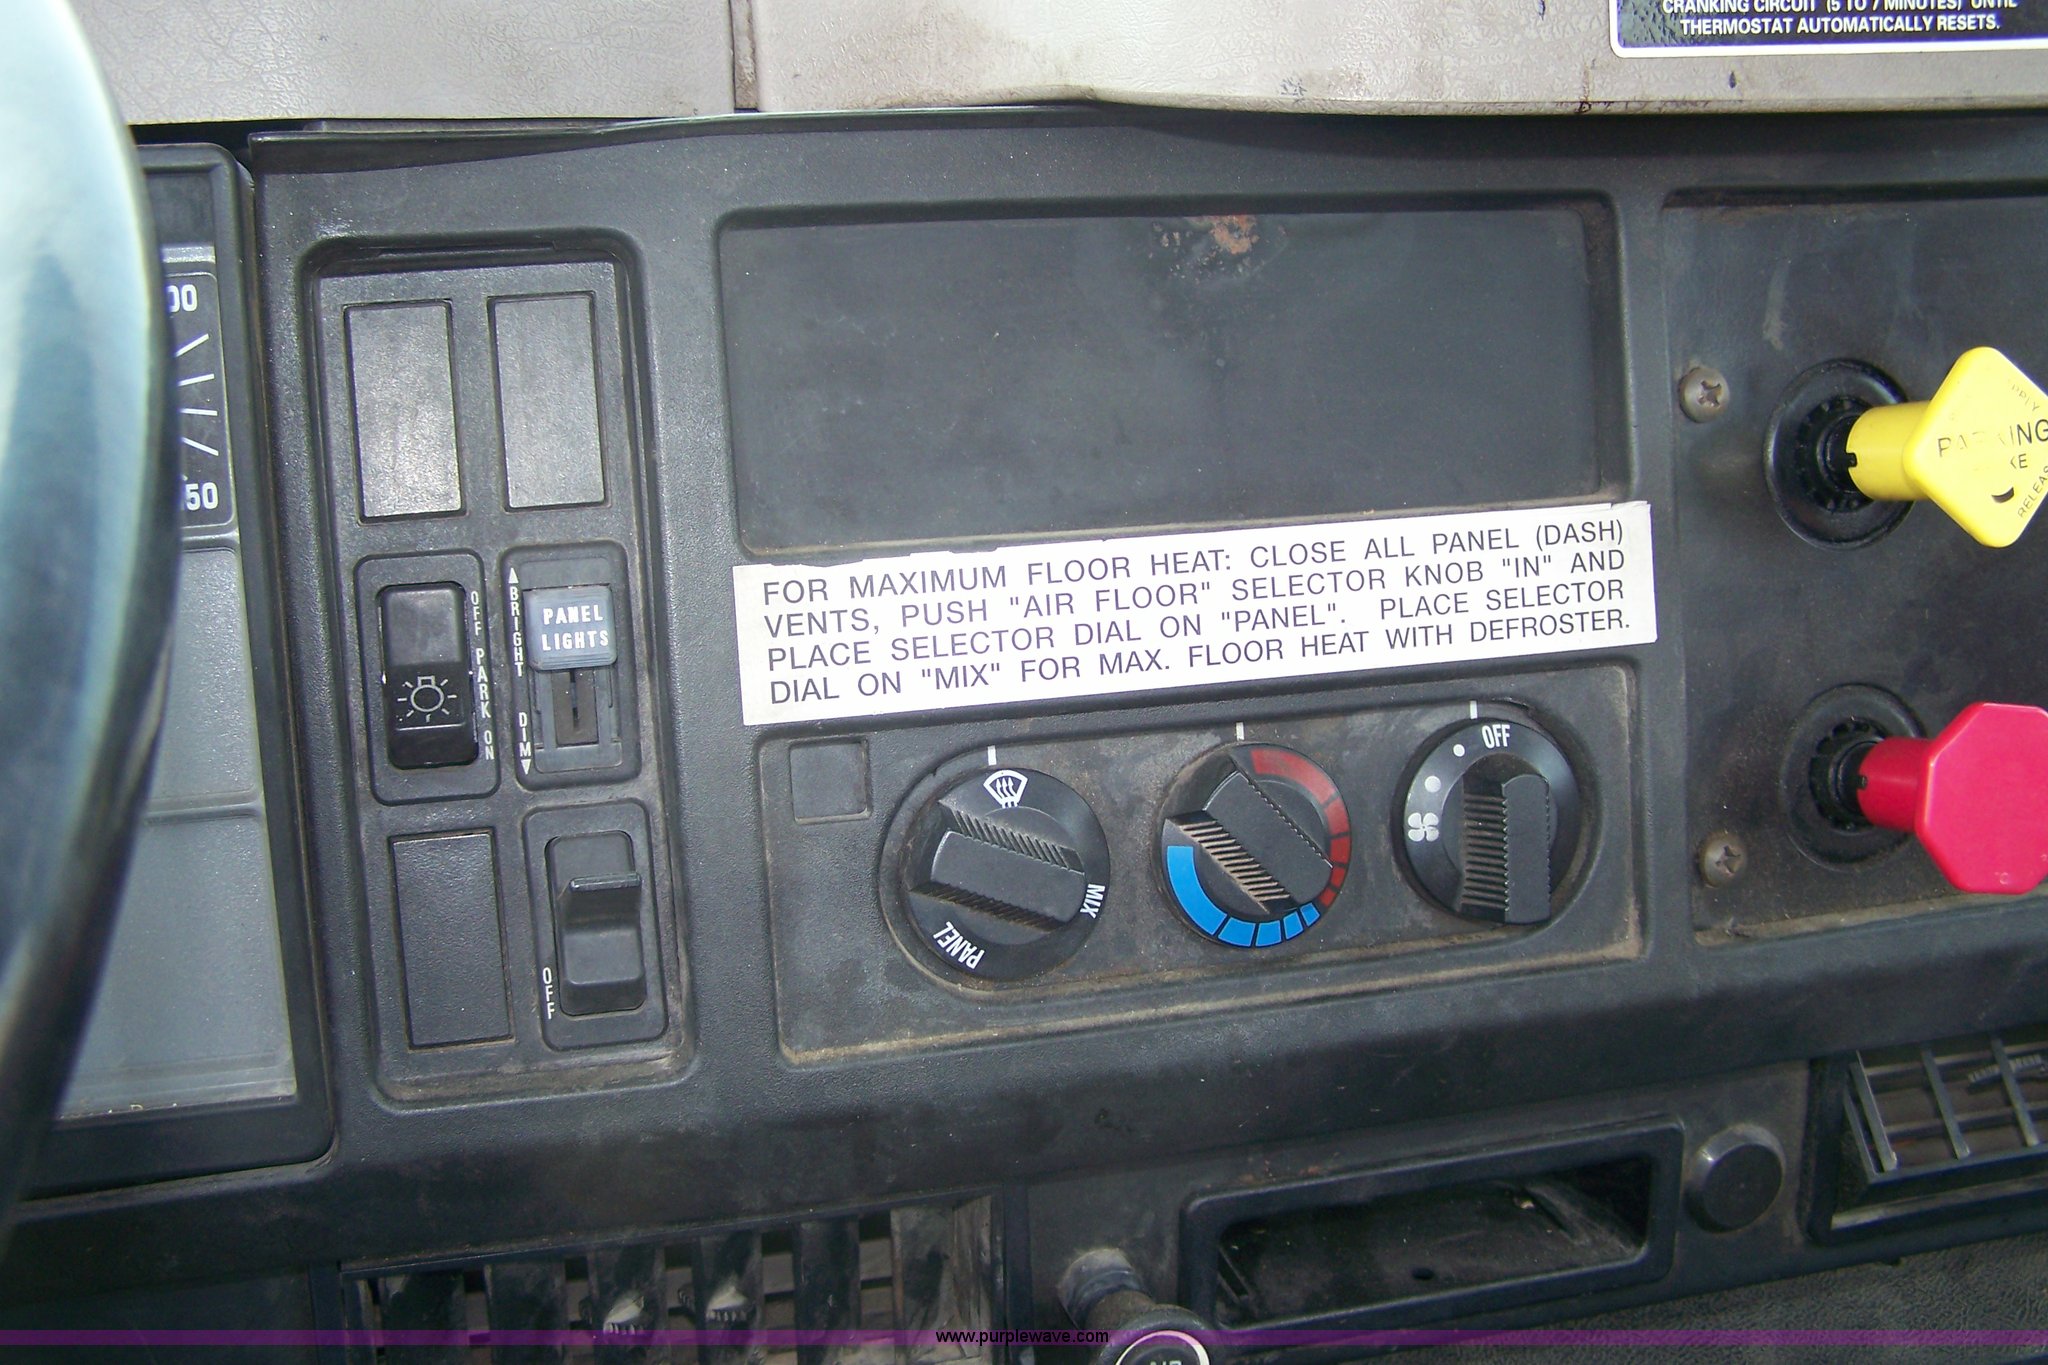 CRANKING CIRCUIT (5 TO 7 MINUTES) UNTIL
THERMOSTAT AUTOMATICALLY RESETS.
00
50
OFF PARK ON
BRIGHT DIM
PANEL
LIGHTS
OFF
FOR MAXIMUM FLOOR HEAT: CLOSE ALL PANEL (DASH)
VENTS, PUSH "AIR FLOOR" SELECTOR KNOB "IN" AND
PLACE SELECTOR DIAL ON "PANEL". PLACE SELECTOR
DIAL ON "MIX" FOR MAX. FLOOR HEAT WITH DEFROSTER.
MIX
PANEL
OFF
www.purplewave.com